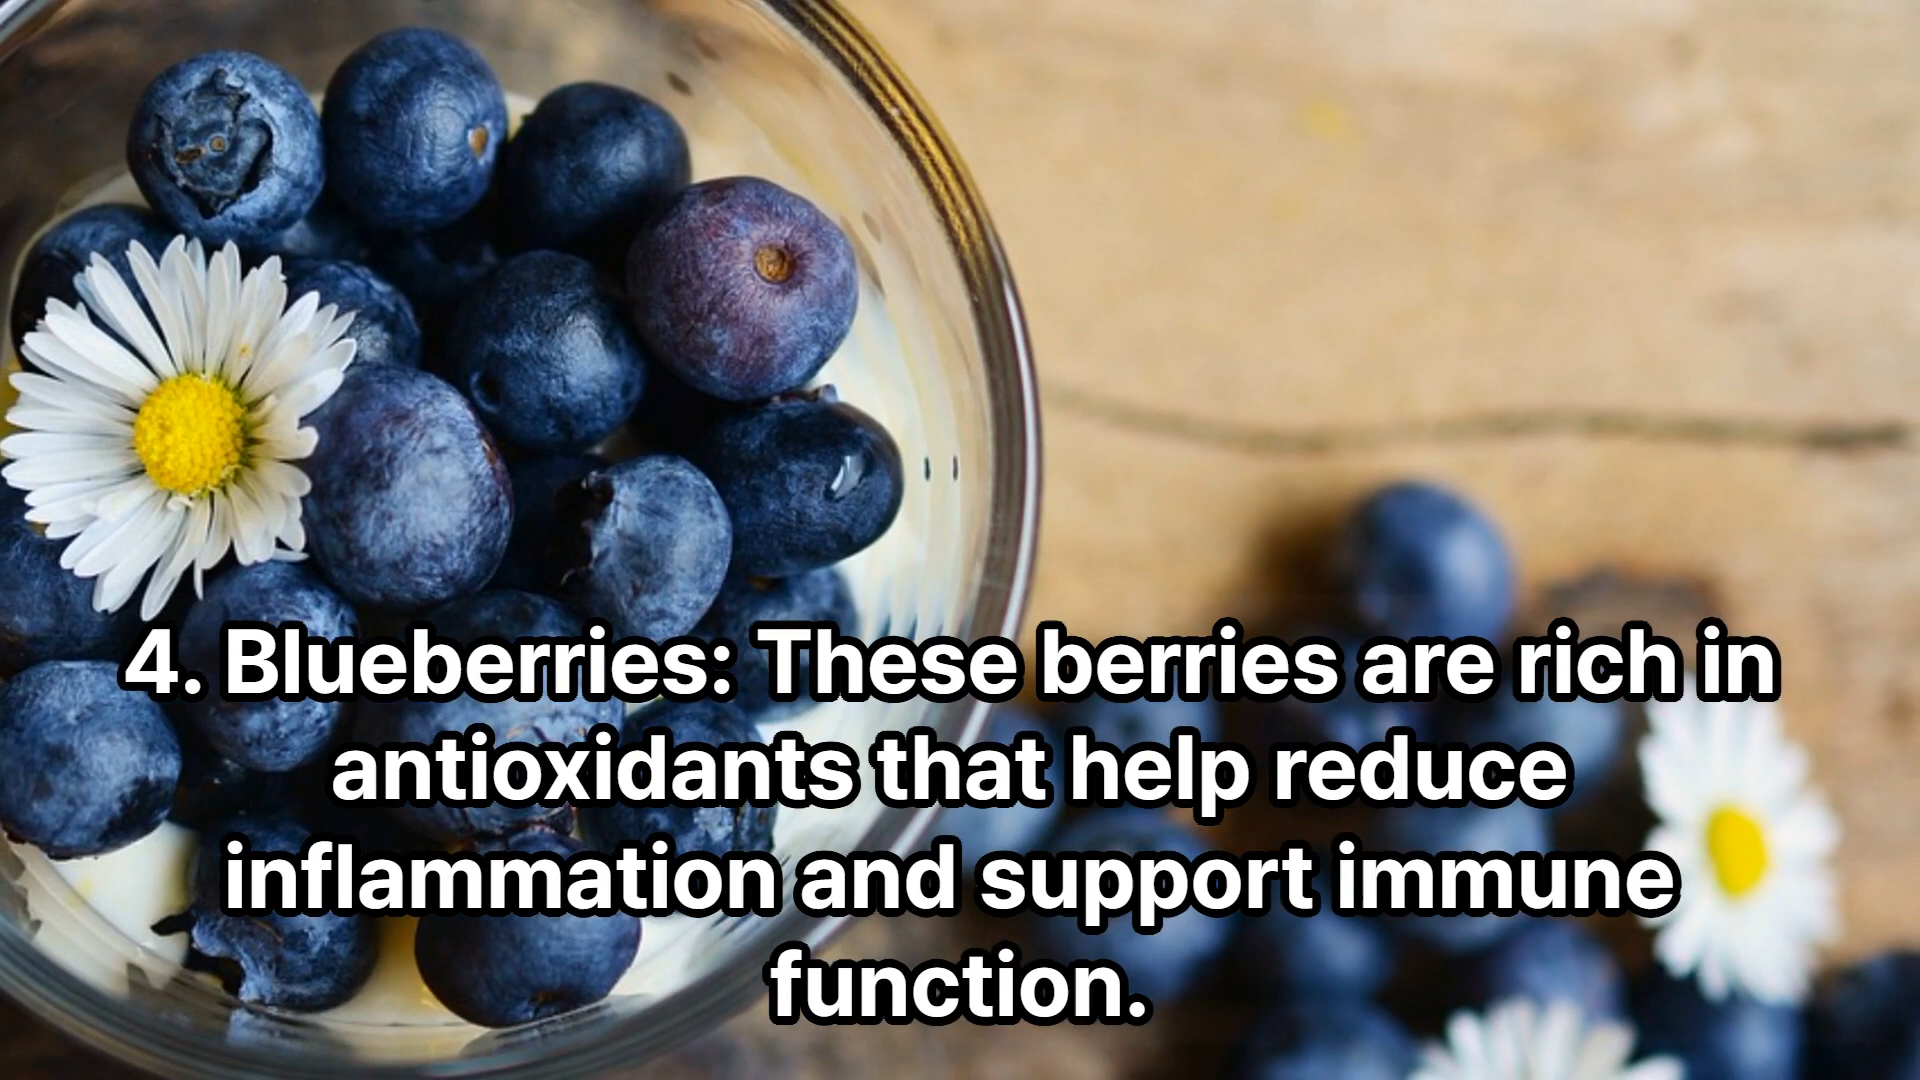 4. Blueberries: These berries are rich in
antioxidants that help reduce
inflammation and support immune
function.